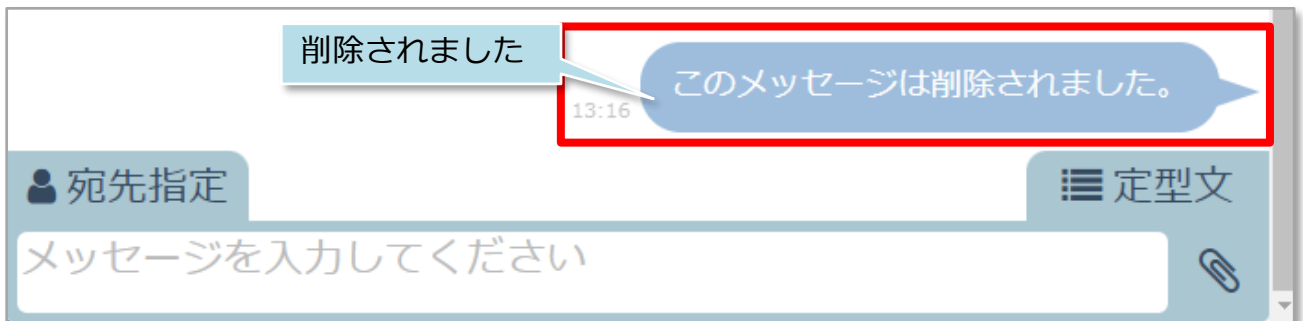 削除されました
このメッセージは削除されました。
13:16
宛先指定
定型文
メッセージを入力してください